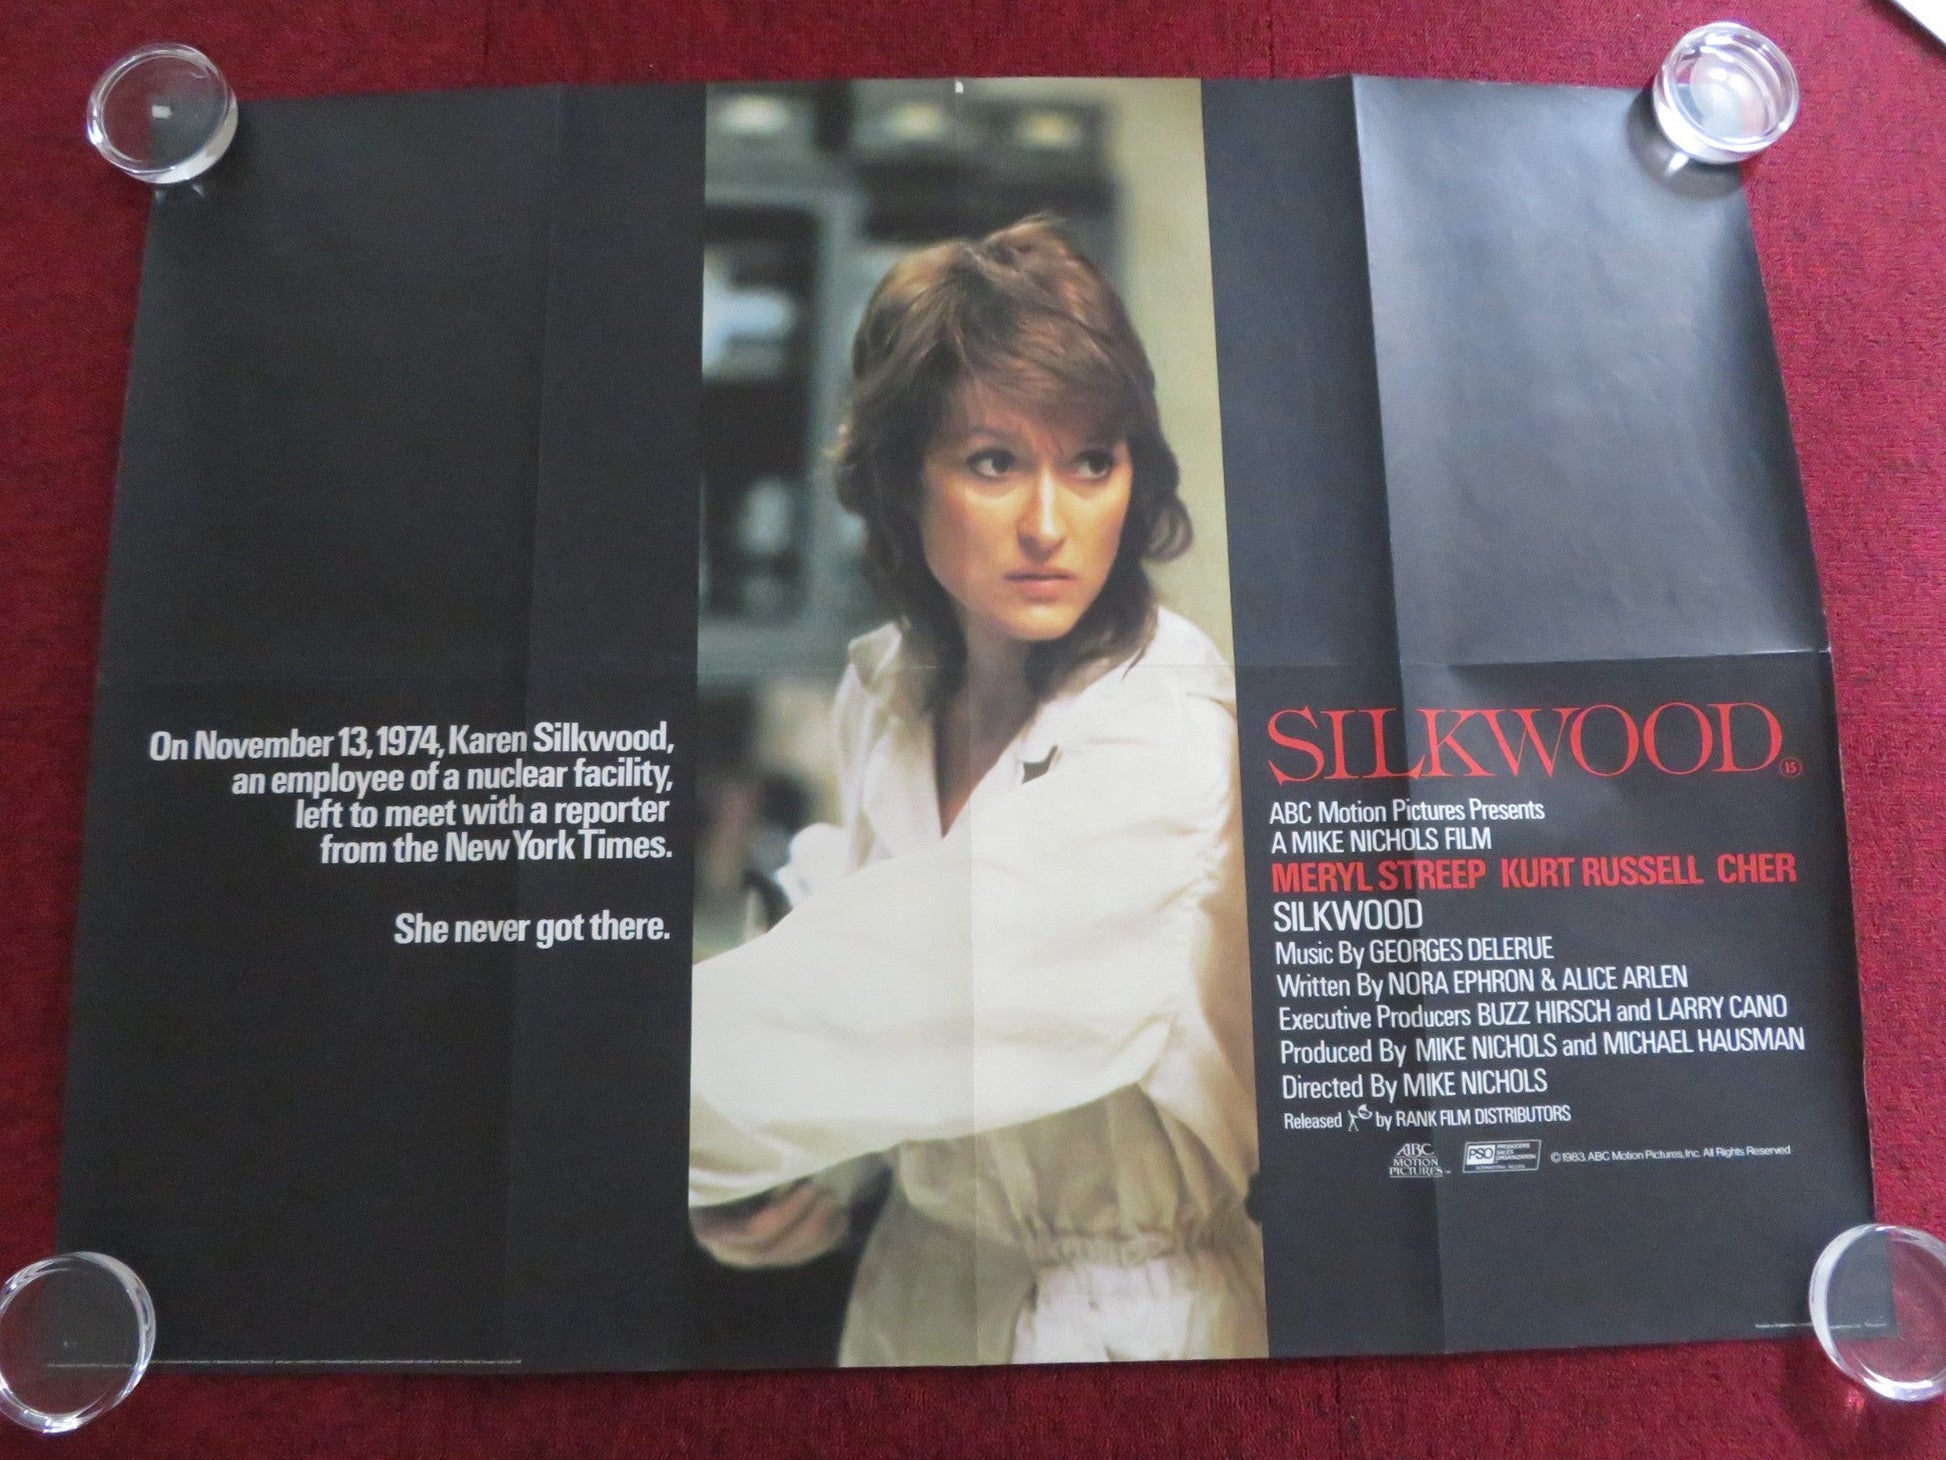 On November 13, 1974, Karen Silkwood,
an employee of a nuclear facility,
left to meet with a reporter
from the New York Times.
She never got there.
SILKWOOD 15
ABC Motion Pictures Presents
A MIKE NICHOLS FILM
MERYL STREEP KURT RUSSELL CHER
SILKWOOD
Music By GEORGES DELERUE
Written By NORA EPHRON & ALICE ARLEN
Executive Producers BUZZ HIRSCH and LARRY CANO
Produced By MIKE NICHOLS and MICHAEL HAUSMAN
Directed By MIKE NICHOLS
Released by RANK FILM DISTRIBUTORS
ABC
MOTION
PICTURES
PSO PRODUCERS
SALES
ORGANIZATION
© 1983 ABC Motion Pictures, Inc. All Rights Reserved